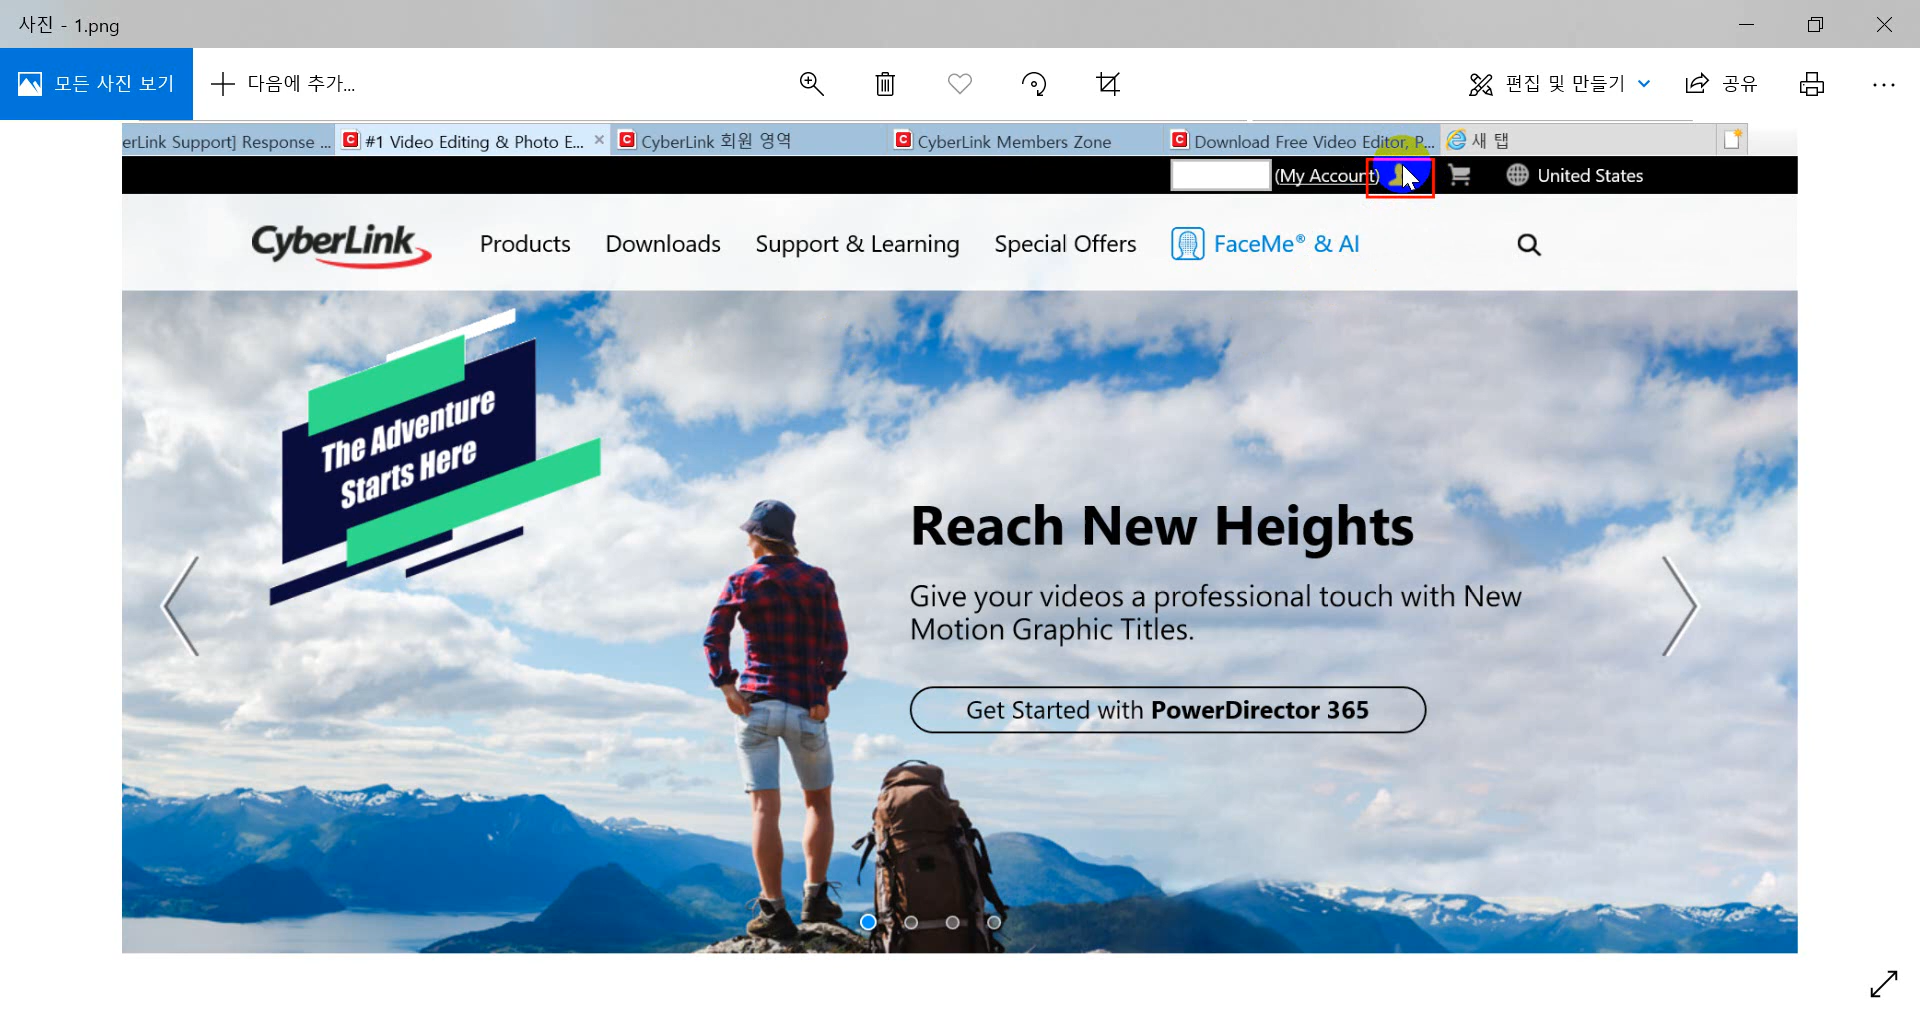 사진 - 1.png
모든 사진 보기
다음에 추가...
편집 및 만들기
공유
erLink Support] Response ...
#1 Video Editing & Photo E...
CyberLink 회원 영역
CyberLink Members Zone
Download Free Video Editor, P...
새 탭
(My Account)
United States
CyberLink
Products
Downloads
Support & Learning
Special Offers
FaceMe® & AI
The Adventure
Starts Here
Reach New Heights
Give your videos a professional touch with New
Motion Graphic Titles.
Get Started with PowerDirector 365